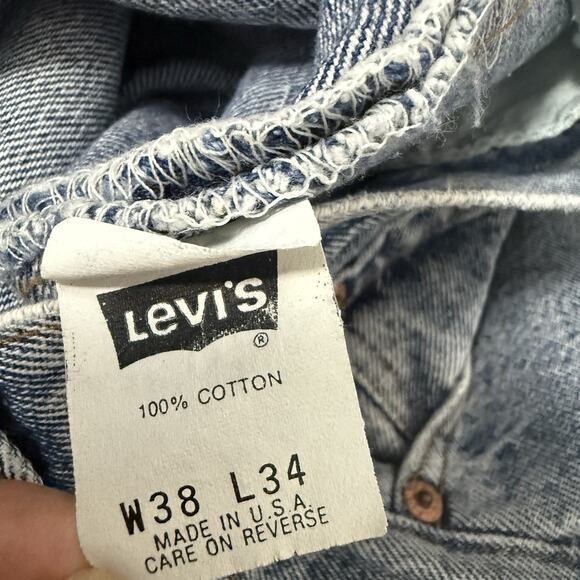 Levi's
®
100% COTTON
W38 L34
MADE IN U.S.A.
CARE ON REVERSE